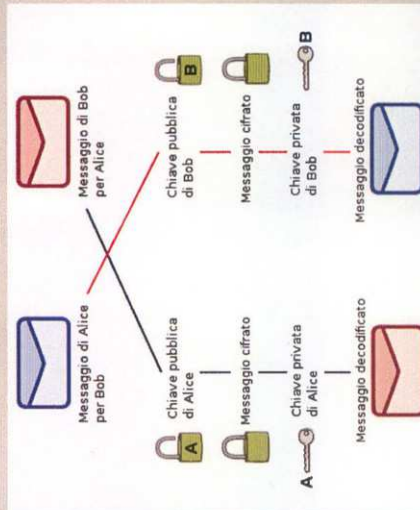 Messaggio di Alice
per Bob
Messaggio di Bob
per Alice
A
Chiave pubblica
di Alice
Chiave pubblica
di Bob
B
Messaggio cifrato
Messaggio cifrato
A
Chiave privata
di Alice
Chiave privata
di Bob
B
Messaggio decodificato
Messaggio decodificato